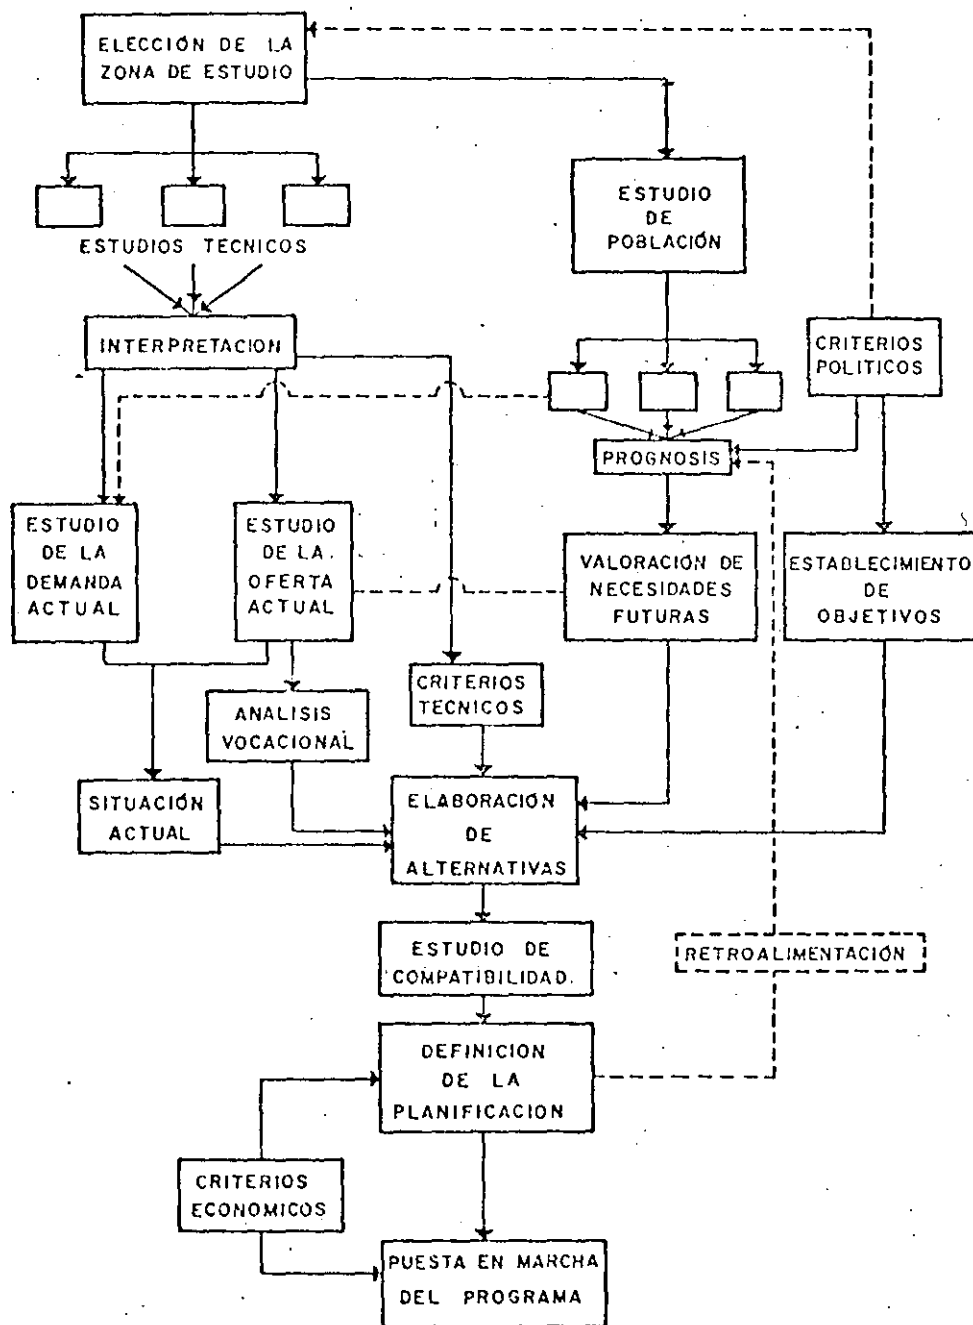 ELECCIÓN DE LA
ZONA DE ESTUDIO
ESTUDIOS TECNICOS
ESTUDIO
DE
POBLACIÓN
INTERPRETACION
CRITERIOS
POLITICOS
PROGNOSIS
ESTUDIO
DE LA
DEMANDA
ACTUAL
ESTUDIO
DE LA
OFERTA
ACTUAL
VALORACIÓN DE
NECESIDADES
FUTURAS
ESTABLECIMIENTO
DE
OBJETIVOS
CRITERIOS
TECNICOS
ANALISIS
VOCACIONAL
SITUACIÓN
ACTUAL
ELABORACIÓN
DE
ALTERNATIVAS
ESTUDIO DE
COMPATIBILIDAD.
RETROALIMENTACIÓN
DEFINICION
DE LA
PLANIFICACION
CRITERIOS
ECONOMICOS
PUESTA EN MARCHA
DEL PROGRAMA